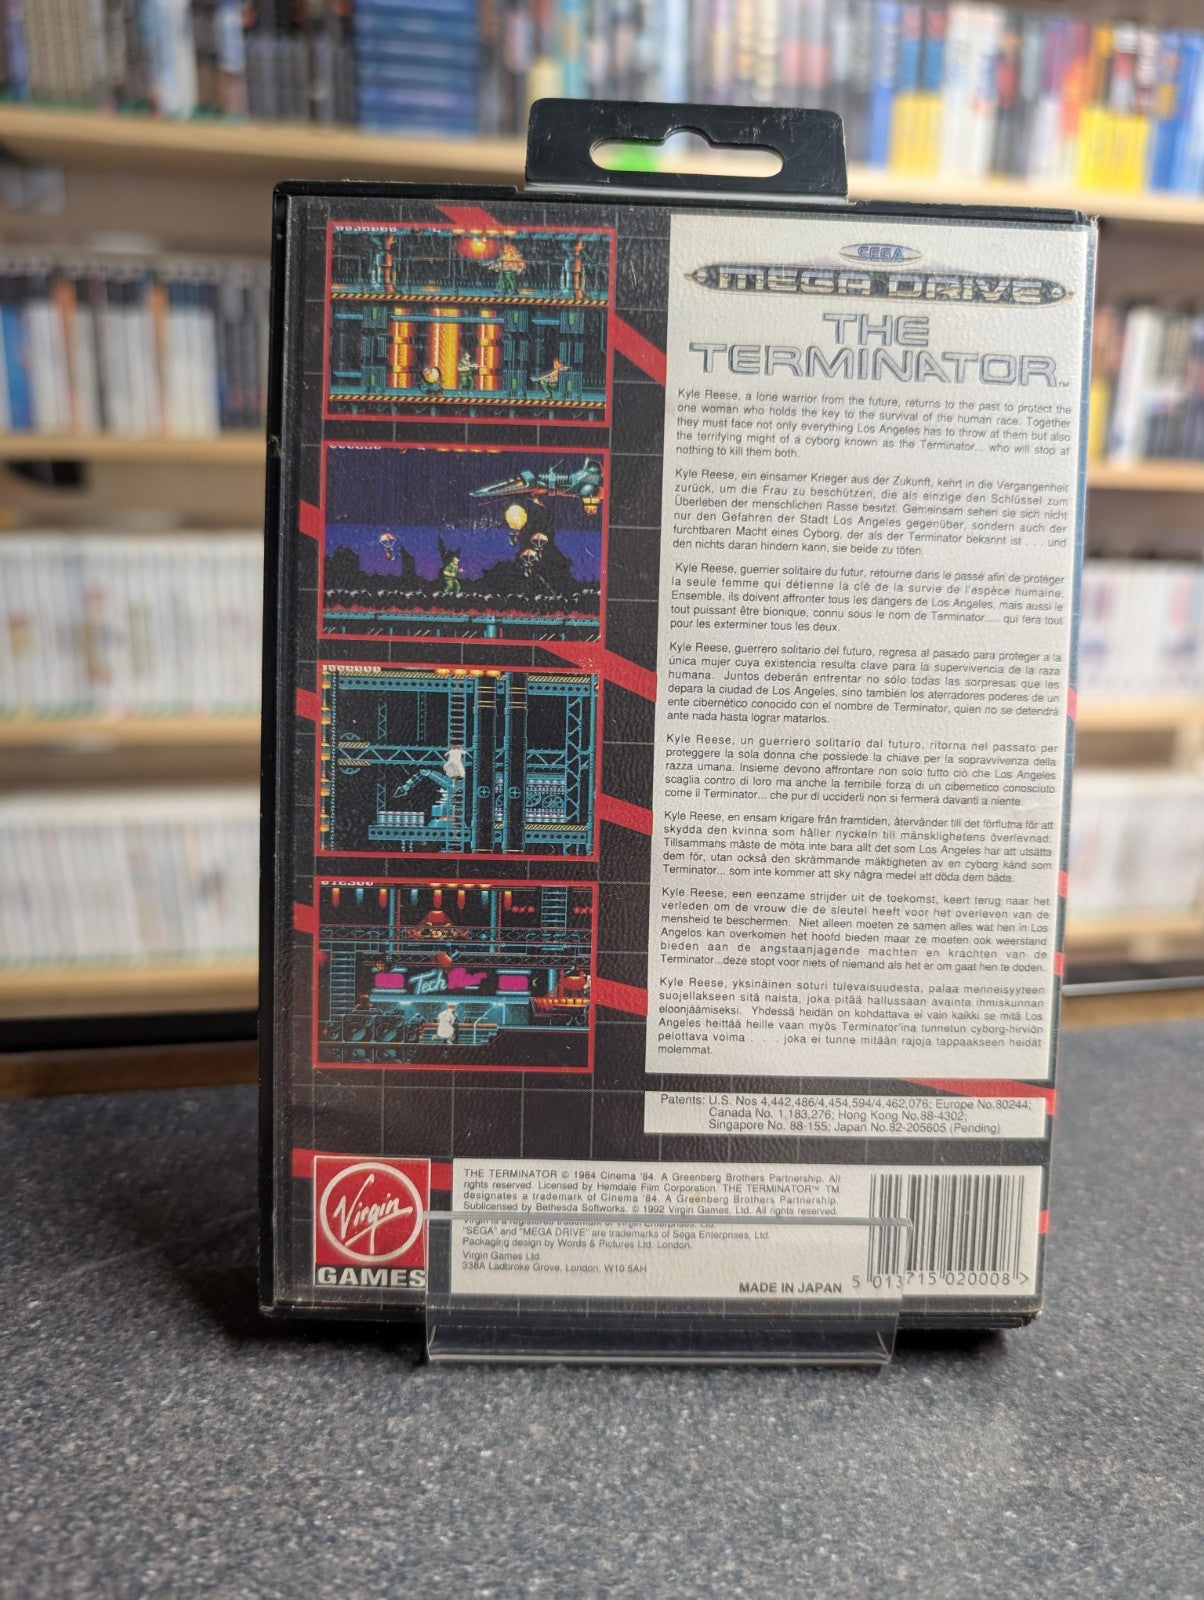 SEGA
MEGA DRIVE
THE
TERMINATOR™
Kyle Reese, a lone warrior from the future, returns to the past to protect the
one woman who holds the key to the survival of the human race. Together
they must face not only everything Los Angeles has to throw at them but also
the terrifying might of a cyborg known as the Terminator... who will stop at
nothing to kill them both.
Kyle Reese, ein einsamer Krieger aus der Zukunft, kehrt in die Vergangenheit
zurück, um die Frau zu beschützen, die als einzige den Schlüssel zum
Überleben der menschlichen Rasse besitzt. Gemeinsam sehen sie sich nicht
nur den Gefahren der Stadt Los Angeles gegenüber, sondern auch der
furchtbaren Macht eines Cyborg, der als der Terminator bekannt ist . . . und
den nichts daran hindern kann, sie beide zu töten.
Kyle Reese, guerrier solitaire du futur, retourne dans le passé afin de protéger
la seule femme qui détienne la clé de la survie de l'espèce humaine.
Ensemble, ils doivent affronter tous les dangers de Los Angeles, mais aussi le
tout puissant être bionique, connu sous le nom de Terminator..... qui fera tout
pour les exterminer tous les deux.
Kyle Reese, guerrero solitario del futuro, regresa al pasado para proteger a la
única mujer cuya existencia resulta clave para la supervivencia de la raza
humana. Juntos deberán enfrentar no sólo todas las sorpresas que les
depara la ciudad de Los Angeles, sino también los aterradores poderas de un
ente cibernético conocido con el nombre de Terminator, quien no se detendrá
ante nada hasta lograr matarlos.
Kyle Reese, un guerriero solitario dal futuro, ritorna nel passato per
proteggere la sola donna che possiede la chiave per la sopravvivenza della
razza umana. Insieme devono affrontare non solo tutto ciò che Los Angeles
scaglia contro di loro ma anche la terribile forza di un cibernetico conosciuto
come il Terminator... che pur di ucciderli non si fermerà davanti a niente.
Kyle Reese, en ensam krigare från framtiden, återvänder till det förflutna för att
skydda den kvinna som håller nyckeln till mänsklighetens överlevnad.
Tillsammans måste de möta inte bara allt det som Los Angeles har att utsätta
dem för, utan också den skrämmande mäktigheten av en cyborg känd som
Terminator... som inte kommer att sky några medel att döda dem båda.
Kyle Reese, een eenzame strijder uit de toekomst, keert terug naar het
verleden om de vrouw die de sleutel heeft voor het overleven van de
mensheid te beschermen. Niet alleen moeten ze samen alles wat hen in Los
Angelos kan overkomen het hoofd bieden maar ze moeten ook weerstand
bieden aan de angstaanjagende machten en krachten van de
Terminator...deze stopt voor niets of niemand als het er om gaat hen te doden.
Kyle Reese, yksinäinen soturi tulevaisuudesta, palaa menneisyyteen
suojellakseen sitä naista, joka pitää hallussaan avainta ihmiskunnan
eloonjäämiseksi. Yhdessä heidän on kohdattava ei vain kaikki se mitä Los
Angeles heittää heille vaan myös Terminator'ina tunnetun cyborg-hirviön
pelottava voima . . . joka ei tunne mitään rajoja tappaakseen heidät
molemmat.
Tech Bar
Patents: U.S. Nos 4,442,486/4,454,594/4,462,076; Europe No.80244;
Canada No. 1,183,276; Hong Kong No.88-4302;
Singapore No. 88-155; Japan No.82-205605 (Pending)
Virgin
GAMES
THE TERMINATOR © 1984 Cinema '84. A Greenberg Brothers Partnership. All
rights reserved. Licensed by Hemdale Film Corporation. THE TERMINATOR™ TM
designates a trademark of Cinema '84. A Greenberg Brothers Partnership.
Sublicensed by Bethesda Softworks. © 1992 Virgin Games, Ltd. All rights reserved.
Virgin is a registered trademark of Virgin Enterprises, Ltd.
"SEGA" and "MEGA DRIVE" are trademarks of Sega Enterprises, Ltd.
Packaging design by Words & Pictures Ltd. London.
Virgin Games Ltd.
338A Ladbroke Grove, London, W10 5AH
MADE IN JAPAN
5 013715 020008 >